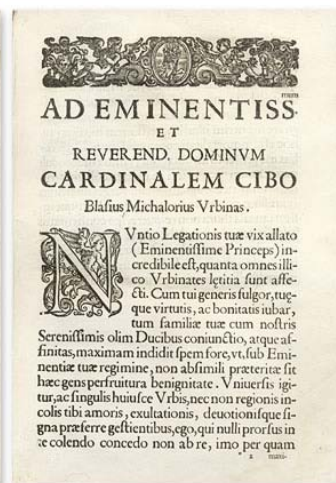 AD EMINENTISS.
ET
REVEREND. DOMINVM
CARDINALEM CIBO
Blasius Michalorius Vrbinas.
NVntio Legationis tuæ vix allato
(Eminentissime Princeps) in-
credibile est, quanta omnes illi-
co Vrbinates lętitia sunt affe-
cti. Cum tui generis fulgor, tuę-
que virtutis, ac bonitatis iubar,
tum familiæ tuæ cum nostris
Serenissimis olim Ducibus coniunctio, atque af-
finitas, maximam indidit spem fore, vt, sub Emi-
nentiæ tuæ regimine, non absimili præteritæ sit
hæc gens perfruitura benignitate. Vniuersis igi-
tur, ac singulis huiusce Vrbis, nec non regionis in-
colis tibi amoris, exultationis, deuotionisque si-
gna præferre gestientibus, ego, qui nulli prorsus in
te colendo concedo non ab re, imo per quam
a